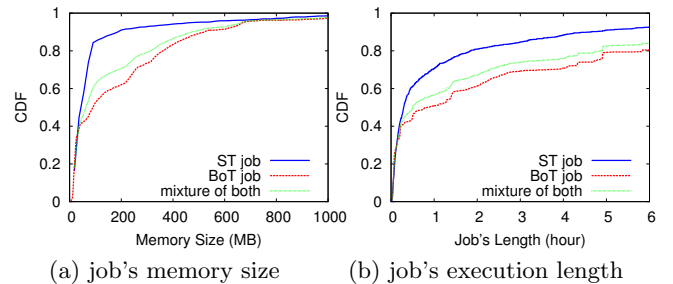 1
0.8
0.6
0.4
0.2
0
CDF
ST job
BoT job
mixture of both
0 200 400 600 800 1000
Memory Size (MB)
(a) job's memory size
1
0.8
0.6
0.4
0.2
0
CDF
ST job
BoT job
mixture of both
0 1 2 3 4 5 6
Job's Length (hour)
(b) job's execution length